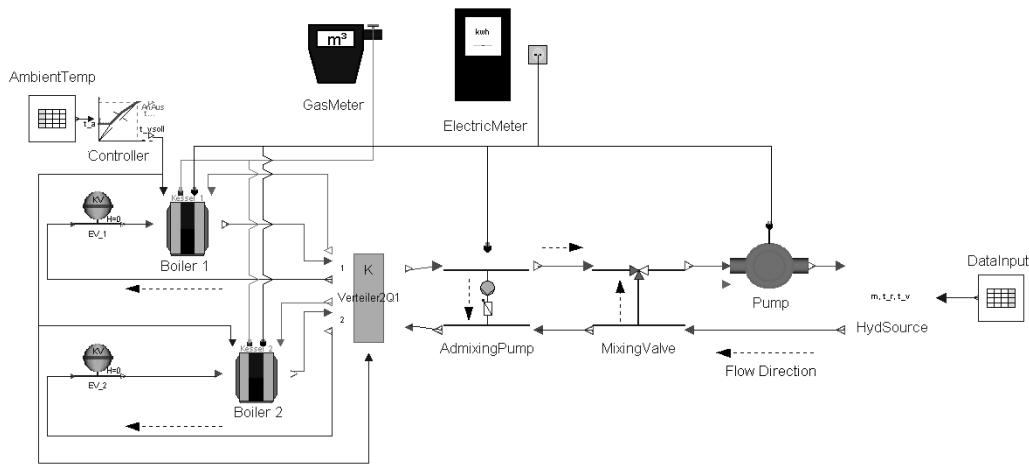 m³
GasMeter
kwh
ElectricMeter
AmbientTemp
t_a
AnAus
t...
t_vsoll
Controller
KV
H=0
EV_1
Kessel 1
Boiler 1
1
K
Verteiler2Q1
2
AdmixingPump
MixingValve
Pump
DataInput
m, t_r, t_v
HydSource
Flow Direction
KV
H=0
EV_2
Kessel 2
Boiler 2